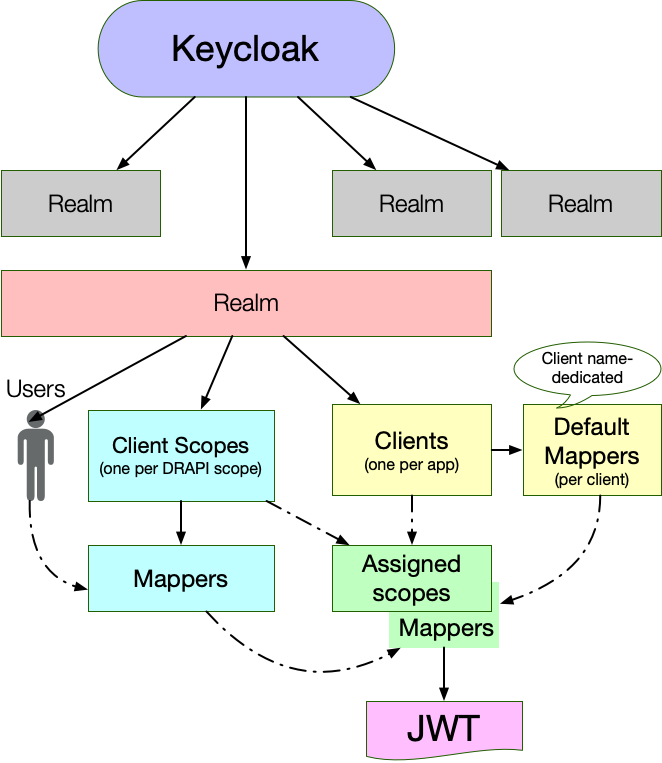 Keycloak
Realm
Realm
Realm
Realm
Users
Client name-
dedicated
Client Scopes
(one per DRAPI scope)
Clients
(one per app)
Default
Mappers
(per client)
Mappers
Assigned
scopes
Mappers
JWT